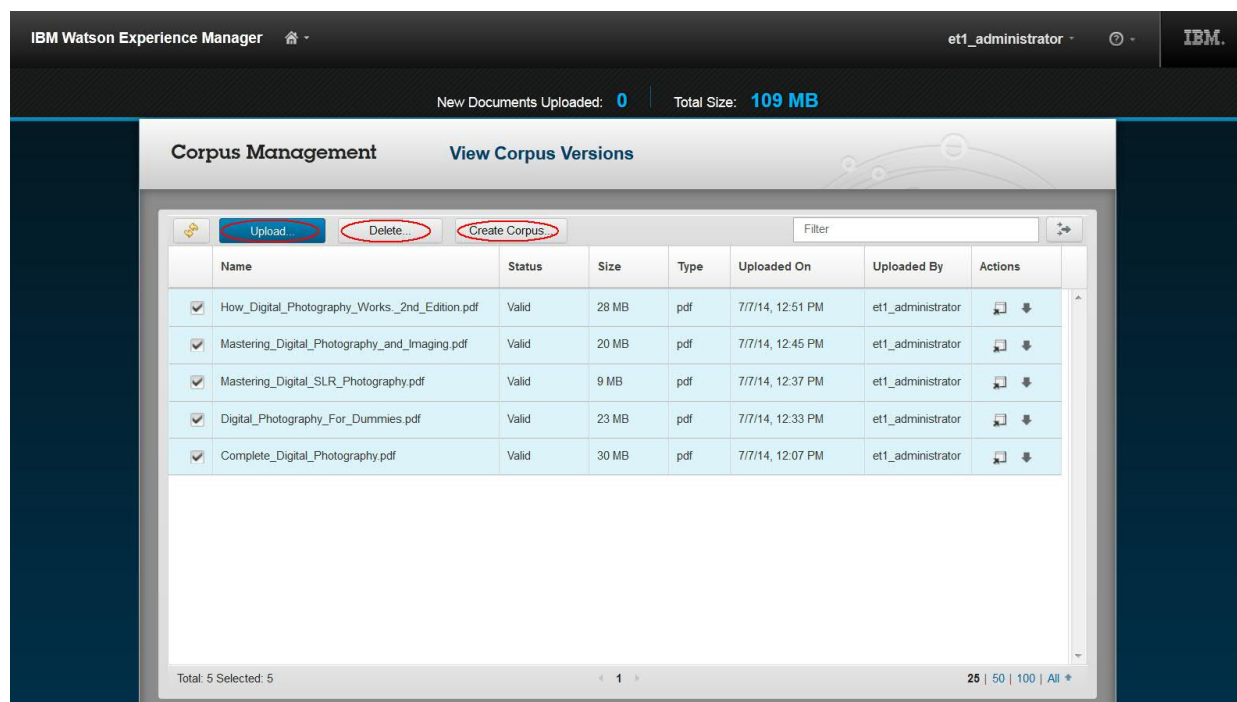 IBM Watson Experience Manager et1_administrator IBM.
New Documents Uploaded: 0 Total Size: 109 MB
Corpus Management View Corpus Versions
Upload... Delete... Create Corpus... Filter
Name Status Size Type Uploaded On Uploaded By Actions
How_Digital_Photography_Works._2nd_Edition.pdf Valid 28 MB pdf 7/7/14, 12:51 PM et1_administrator
Mastering_Digital_Photography_and_Imaging.pdf Valid 20 MB pdf 7/7/14, 12:45 PM et1_administrator
Mastering_Digital_SLR_Photography.pdf Valid 9 MB pdf 7/7/14, 12:37 PM et1_administrator
Digital_Photography_For_Dummies.pdf Valid 23 MB pdf 7/7/14, 12:33 PM et1_administrator
Complete_Digital_Photography.pdf Valid 30 MB pdf 7/7/14, 12:07 PM et1_administrator
Total: 5 Selected: 5 1 25 | 50 | 100 | All